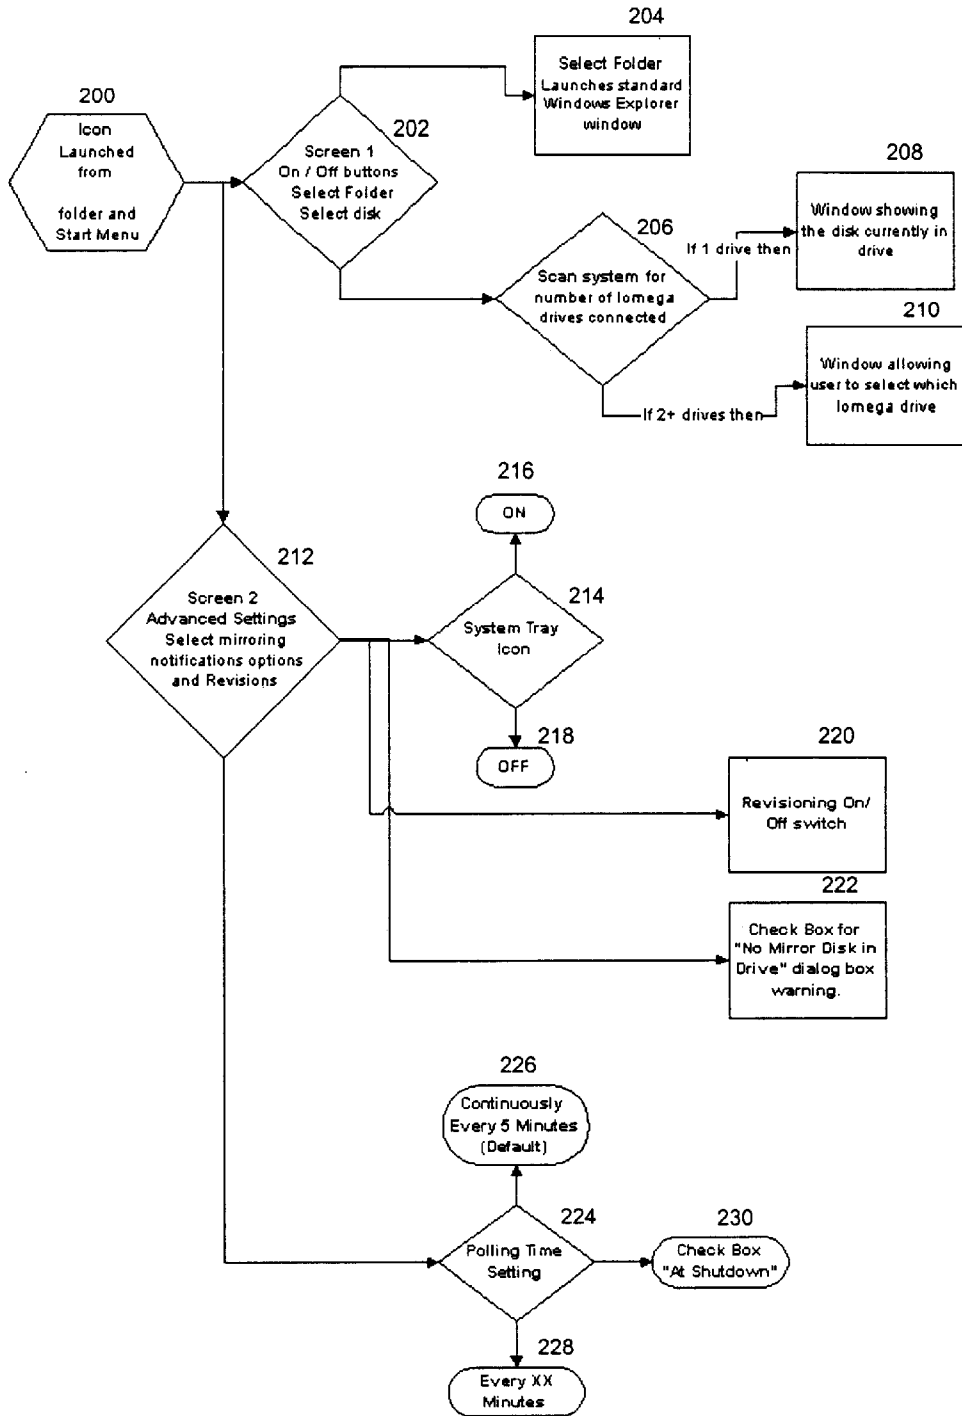 204
Select Folder
Launches standard
Windows Explorer
window
200
Icon
Launched
from
folder and
Start Menu
202
Screen 1
On / Off buttons
Select Folder
Select disk
208
Window showing
the disk currently in
drive
206
If 1 drive then
Scan system for
number of Iomega
drives connected
210
Window allowing
user to select which
Iomega drive
If 2+ drives then
216
ON
212
Screen 2
Advanced Settings
Select mirroring
notifications options
and Revisions
214
System Tray
Icon
218
OFF
220
Revisioning On/
Off switch
222
Check Box for
"No Mirror Disk in
Drive" dialog box
warning.
226
Continuously
Every 5 Minutes
(Default)
224
Polling Time
Setting
230
Check Box
"At Shutdown"
228
Every XX
Minutes